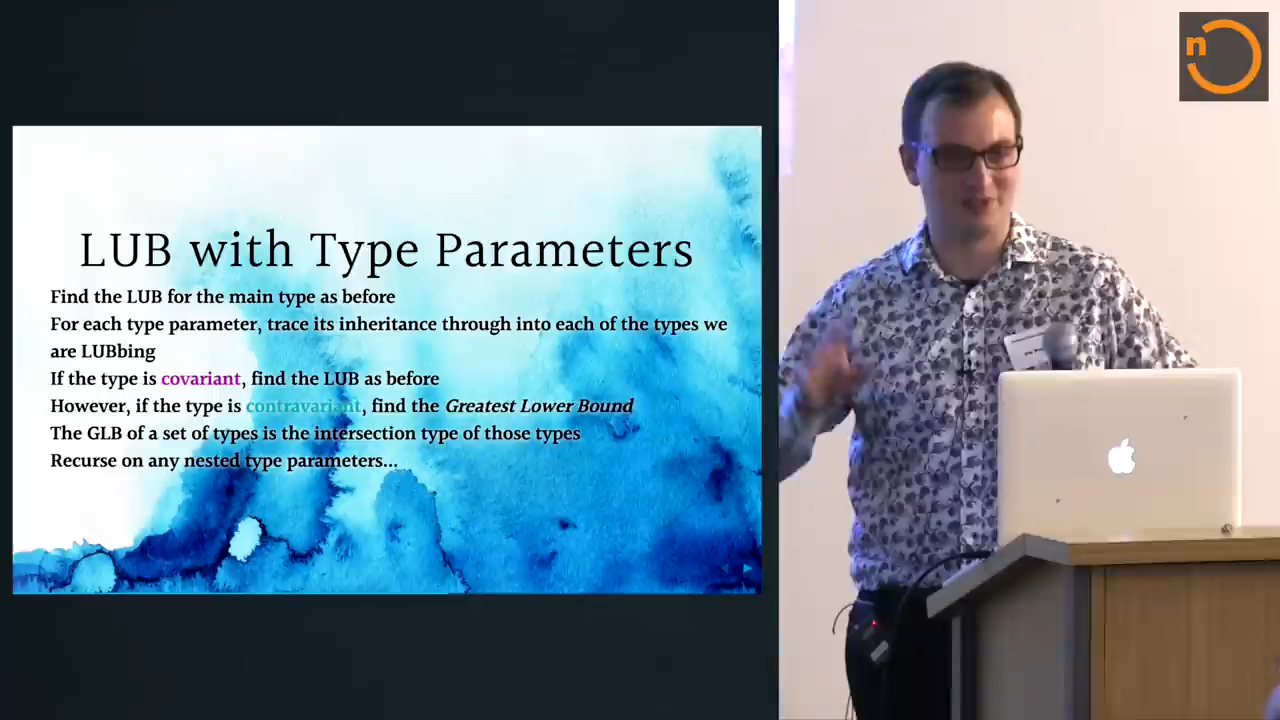 n
LUB with Type Parameters
Find the LUB for the main type as before
For each type parameter, trace its inheritance through into each of the types we
are LUBbing
If the type is covariant, find the LUB as before
However, if the type is contravariant, find the Greatest Lower Bound
The GLB of a set of types is the intersection type of those types
Recurse on any nested type parameters...